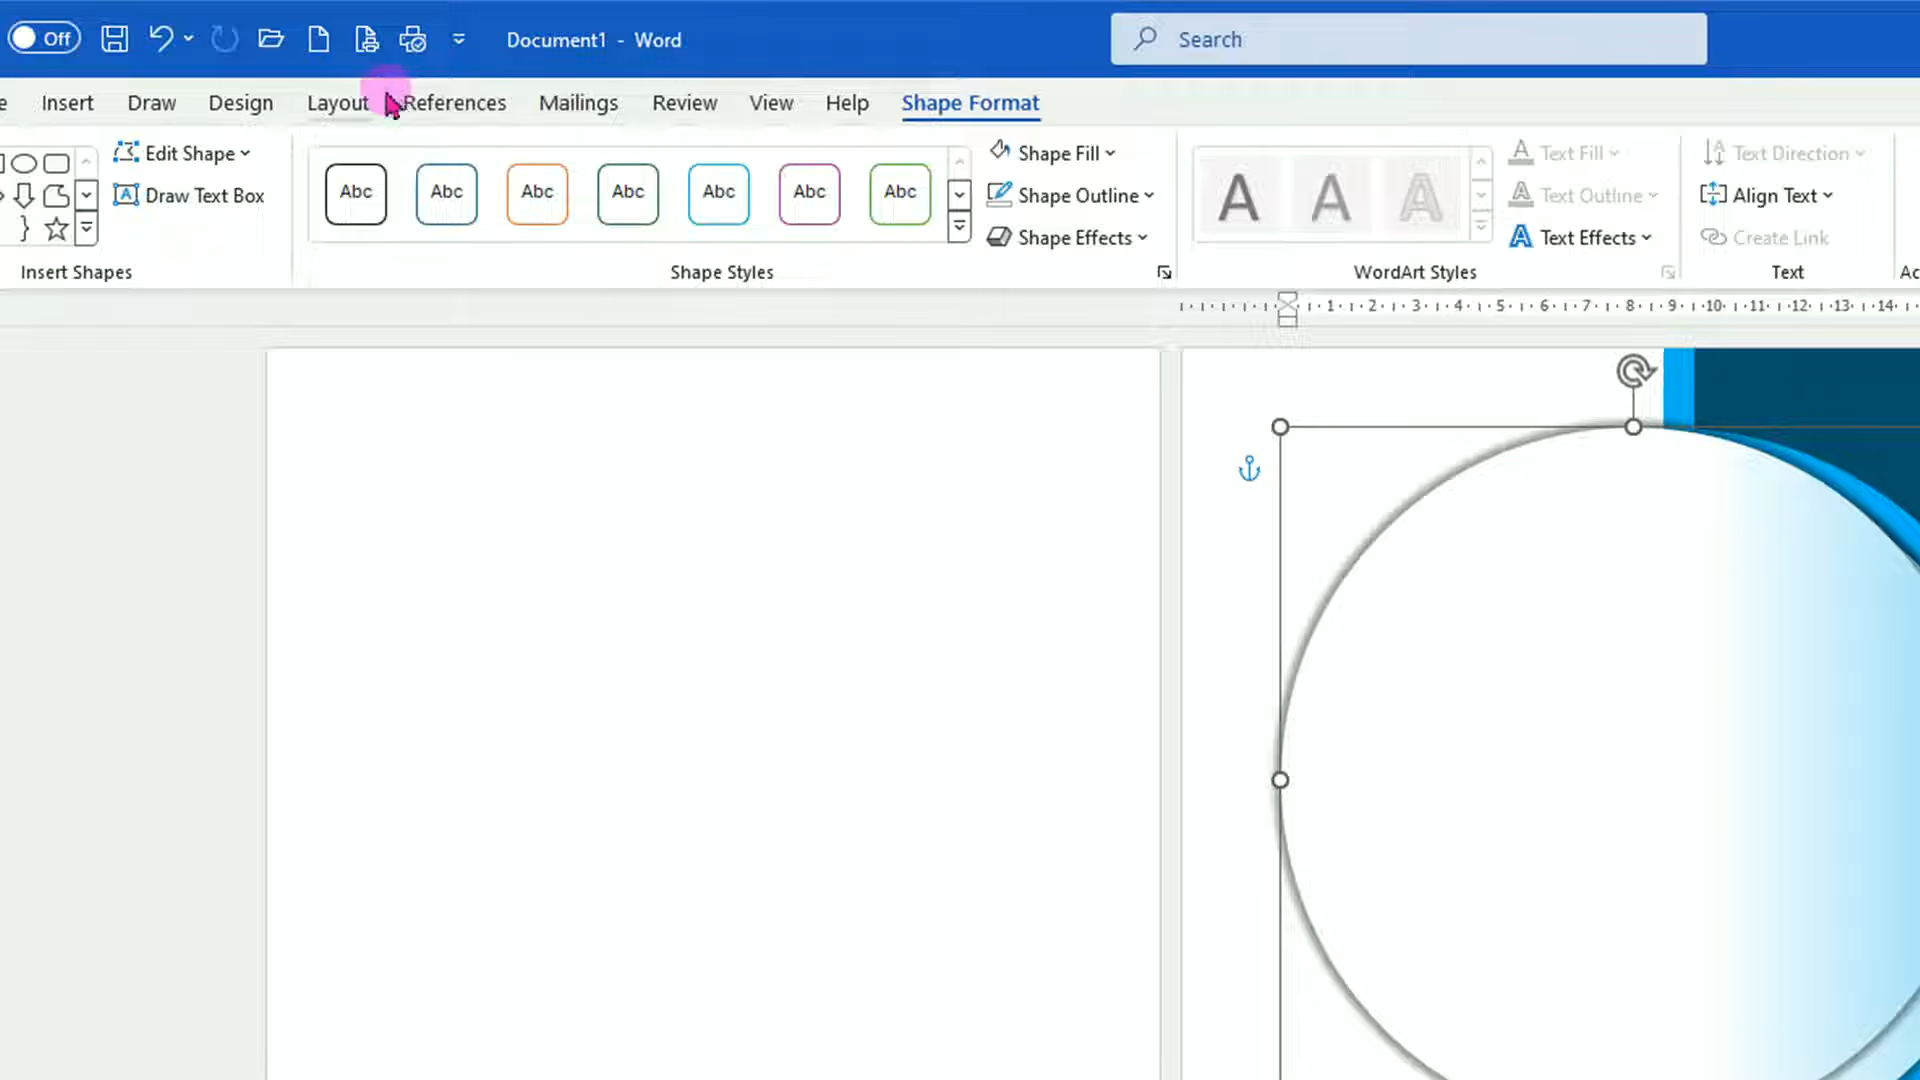 Off Document1 - Word Search
Insert Draw Design Layout References Mailings Review View Help Shape Format
Edit Shape Abc Abc Abc Abc Abc Abc Abc Shape Fill A A A Text Fill Text Direction
Draw Text Box Shape Outline Text Outline Align Text
Shape Effects Text Effects Create Link
Insert Shapes Shape Styles WordArt Styles Text
1 2 3 4 5 6 7 8 9 10 11 12 13 14